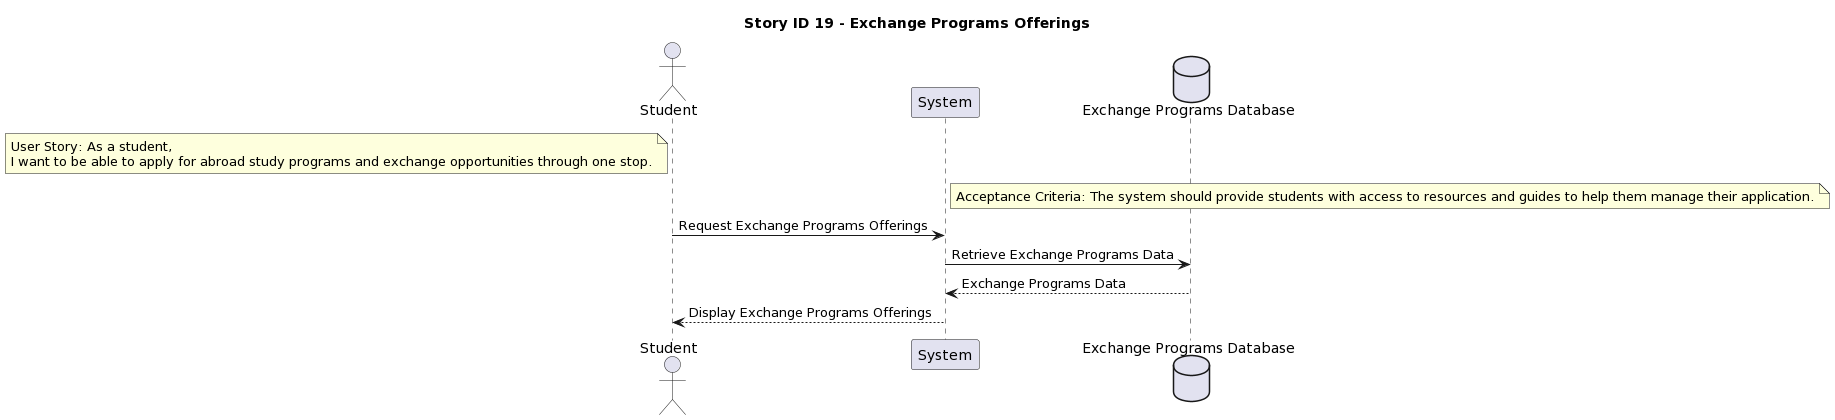 Story ID 19 - Exchange Programs Offerings
Student
System
Exchange Programs Database
User Story: As a student,
I want to be able to apply for abroad study programs and exchange opportunities through one stop.
Acceptance Criteria: The system should provide students with access to resources and guides to help them manage their application.
Request Exchange Programs Offerings
Retrieve Exchange Programs Data
Exchange Programs Data
Display Exchange Programs Offerings
Student
System
Exchange Programs Database